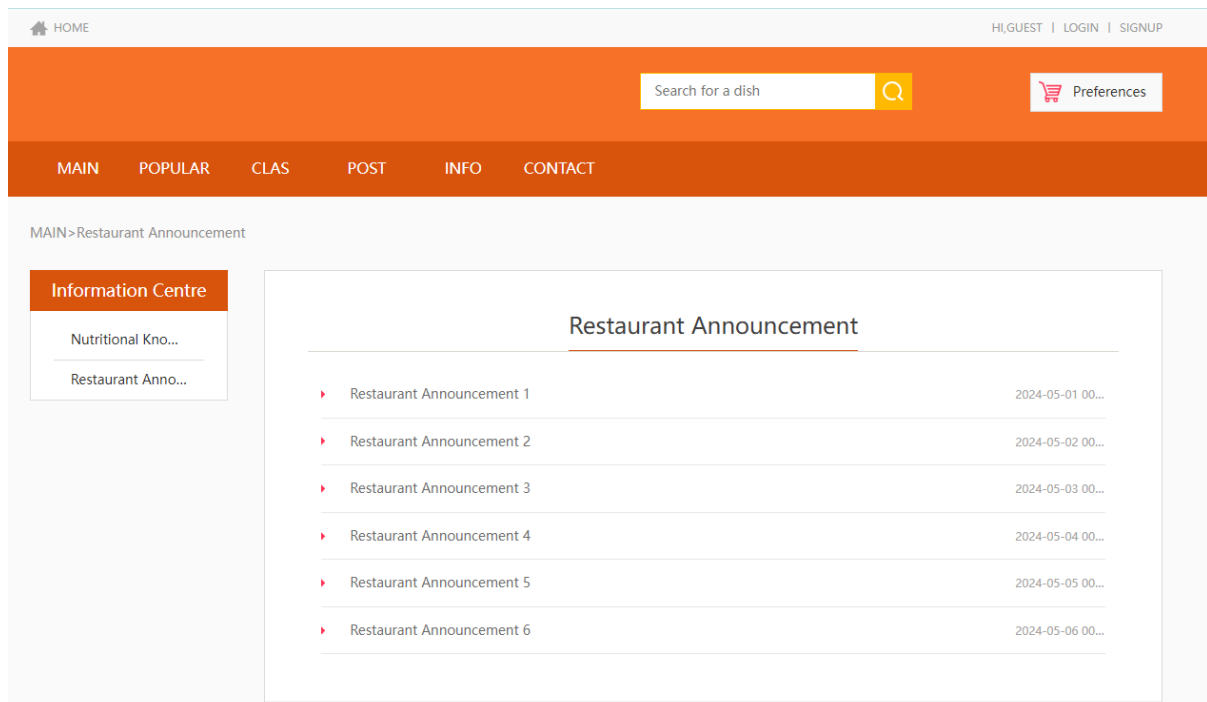 HOME HI,GUEST | LOGIN | SIGNUP
Search for a dish Preferences
MAIN POPULAR CLAS POST INFO CONTACT
MAIN>Restaurant Announcement
Information Centre
Nutritional Kno...
Restaurant Anno...
Restaurant Announcement
Restaurant Announcement 1 2024-05-01 00...
Restaurant Announcement 2 2024-05-02 00...
Restaurant Announcement 3 2024-05-03 00...
Restaurant Announcement 4 2024-05-04 00...
Restaurant Announcement 5 2024-05-05 00...
Restaurant Announcement 6 2024-05-06 00...